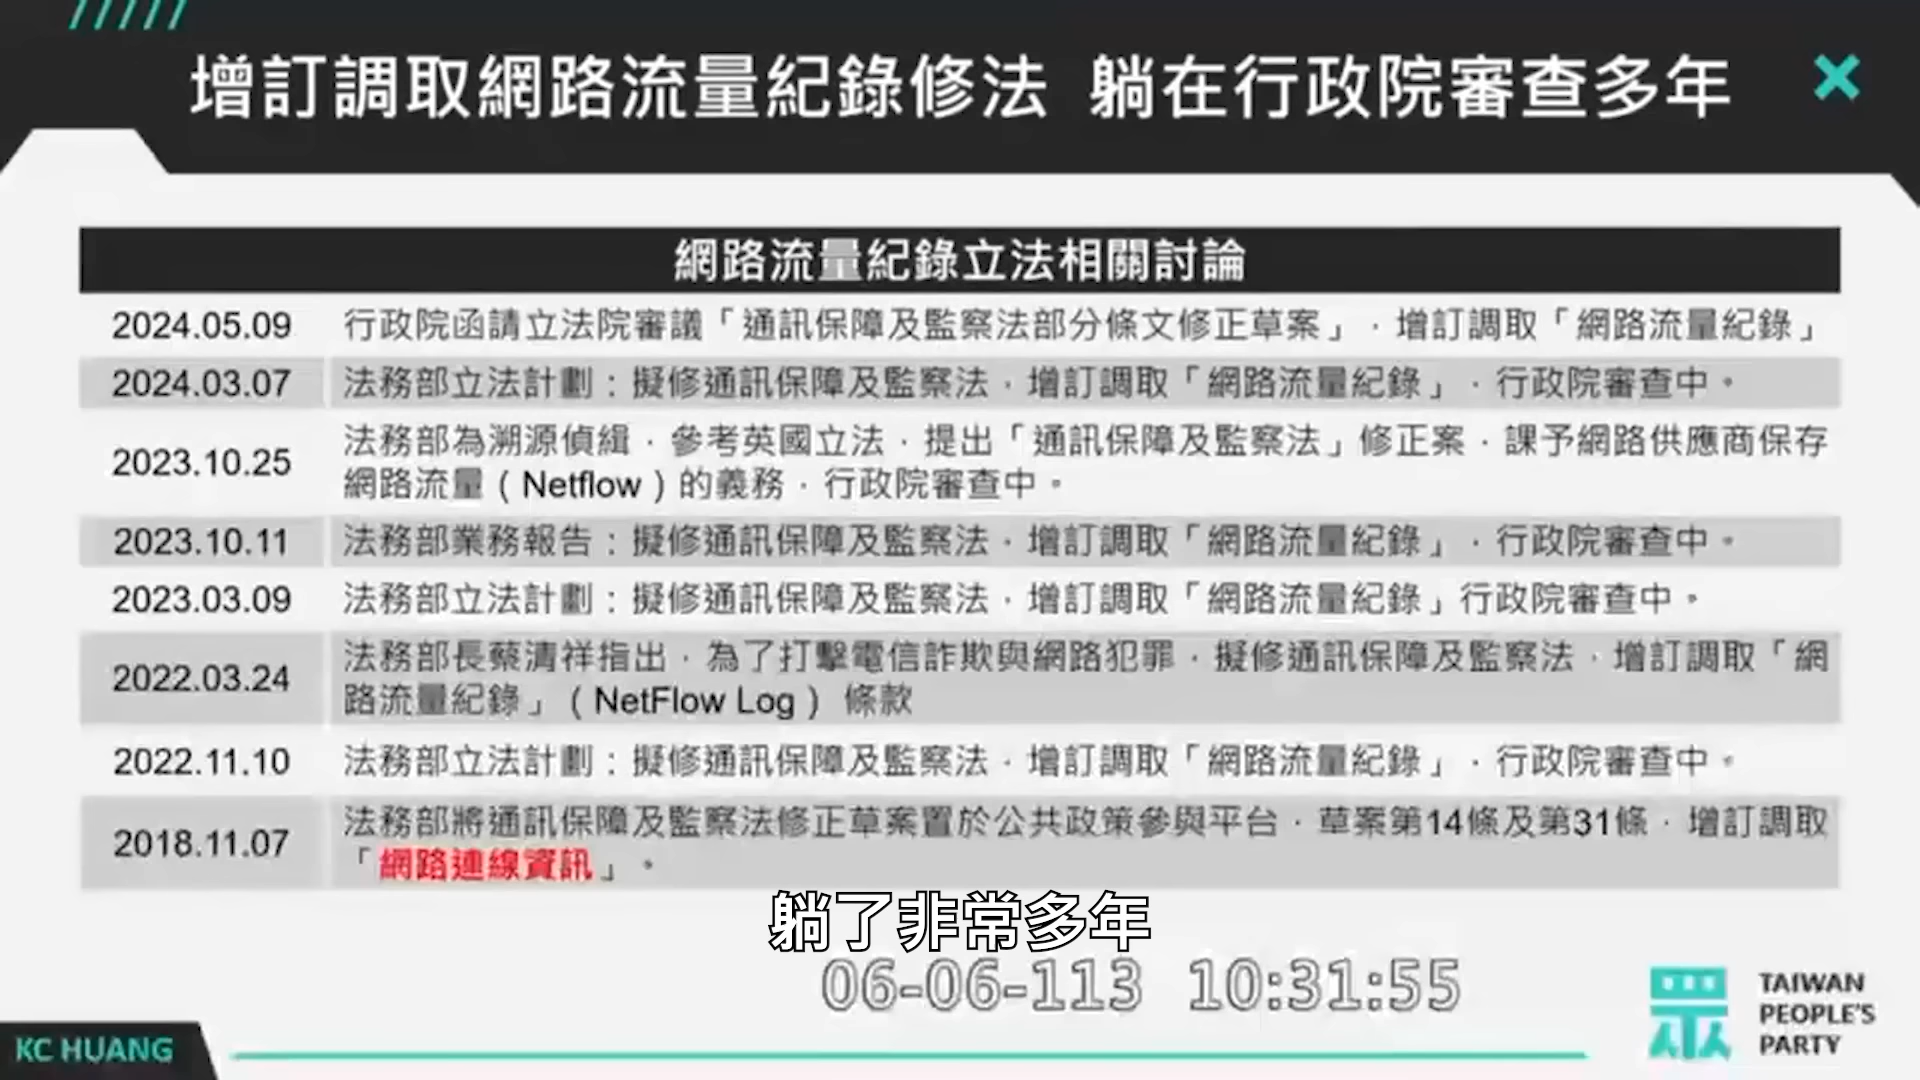 增訂調取網路流量紀錄修法 躺在行政院審查多年
網路流量紀錄立法相關討論
2024.05.09 行政院函請立法院審議「通訊保障及監察法部分條文修正草案」，增訂調取「網路流量紀錄」
2024.03.07 法務部立法計劃：擬修通訊保障及監察法，增訂調取「網路流量紀錄」，行政院審查中。
2023.10.25 法務部為溯源偵緝，參考英國立法，提出「通訊保障及監察法」修正案，課予網路供應商保存
網路流量（Netflow）的義務，行政院審查中。
2023.10.11 法務部業務報告：擬修通訊保障及監察法，增訂調取「網路流量紀錄」，行政院審查中。
2023.03.09 法務部立法計劃：擬修通訊保障及監察法，增訂調取「網路流量紀錄」行政院審查中。
2022.03.24 法務部長蔡清祥指出，為了打擊電信詐欺與網路犯罪，擬修通訊保障及監察法，增訂調取「網
路流量紀錄」（NetFlow Log） 條款
2022.11.10 法務部立法計劃：擬修通訊保障及監察法，增訂調取「網路流量紀錄」，行政院審查中。
2018.11.07 法務部將通訊保障及監察法修正草案置於公共政策參與平台，草案第14條及第31條，增訂調取
「網路連線資訊」。
躺了非常多年
06-06-113 10:31:55
KC HUANG
眾
TAIWAN
PEOPLE'S
PARTY